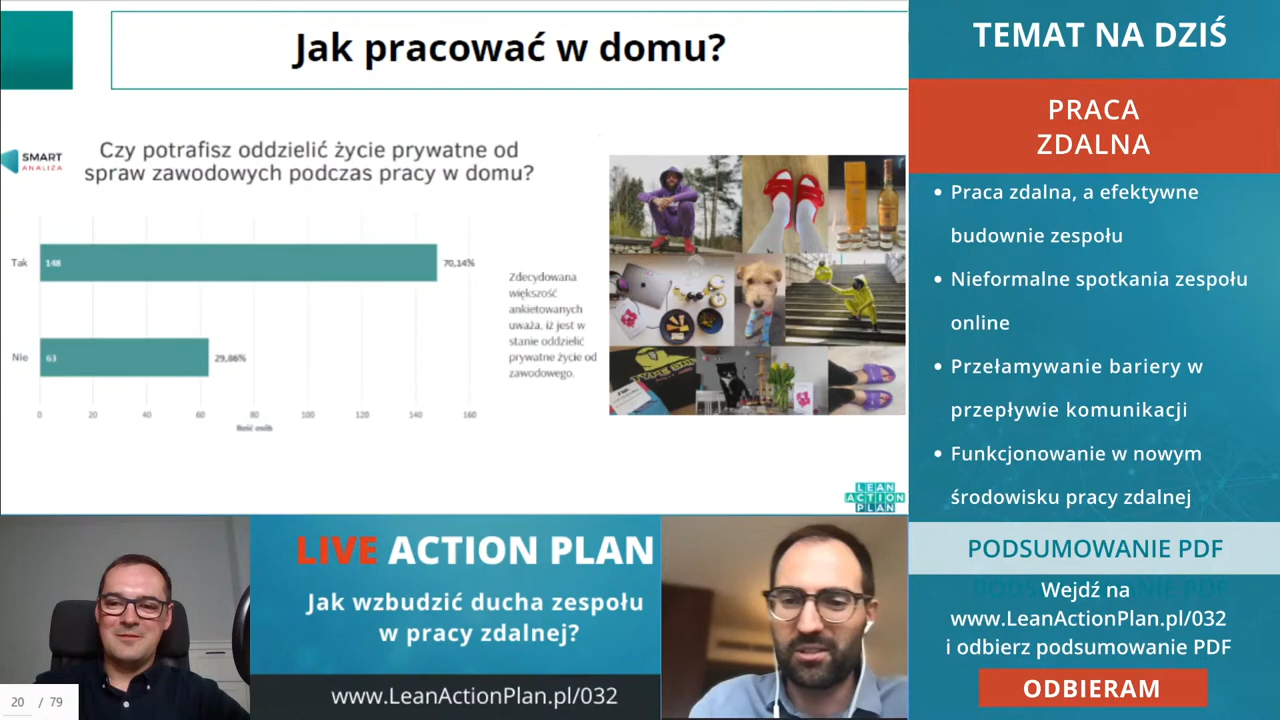 Jak pracować w domu?
SMART
ANALIZA
Czy potrafisz oddzielić życie prywatne od
spraw zawodowych podczas pracy w domu?
Tak
148
70,14%
Nie
63
29,86%
0 20 40 60 80 100 120 140 160
Ilość osób
Zdecydowana
większość
ankietowanych
uważa, iż jest w
stanie oddzielić
prywatne życie od
zawodowego.
LEAN
ACTION
PLAN
LIVE ACTION PLAN
Jak wzbudzić ducha zespołu
w pracy zdalnej?
www.LeanActionPlan.pl/032
20 / 79
TEMAT NA DZIŚ
PRACA
ZDALNA
• Praca zdalna, a efektywne
budownie zespołu
• Nieformalne spotkania zespołu
online
• Przełamywanie bariery w
przepływie komunikacji
• Funkcjonowanie w nowym
środowisku pracy zdalnej
PODSUMOWANIE PDF
Wejdź na
www.LeanActionPlan.pl/032
i odbierz podsumowanie PDF
ODBIERAM